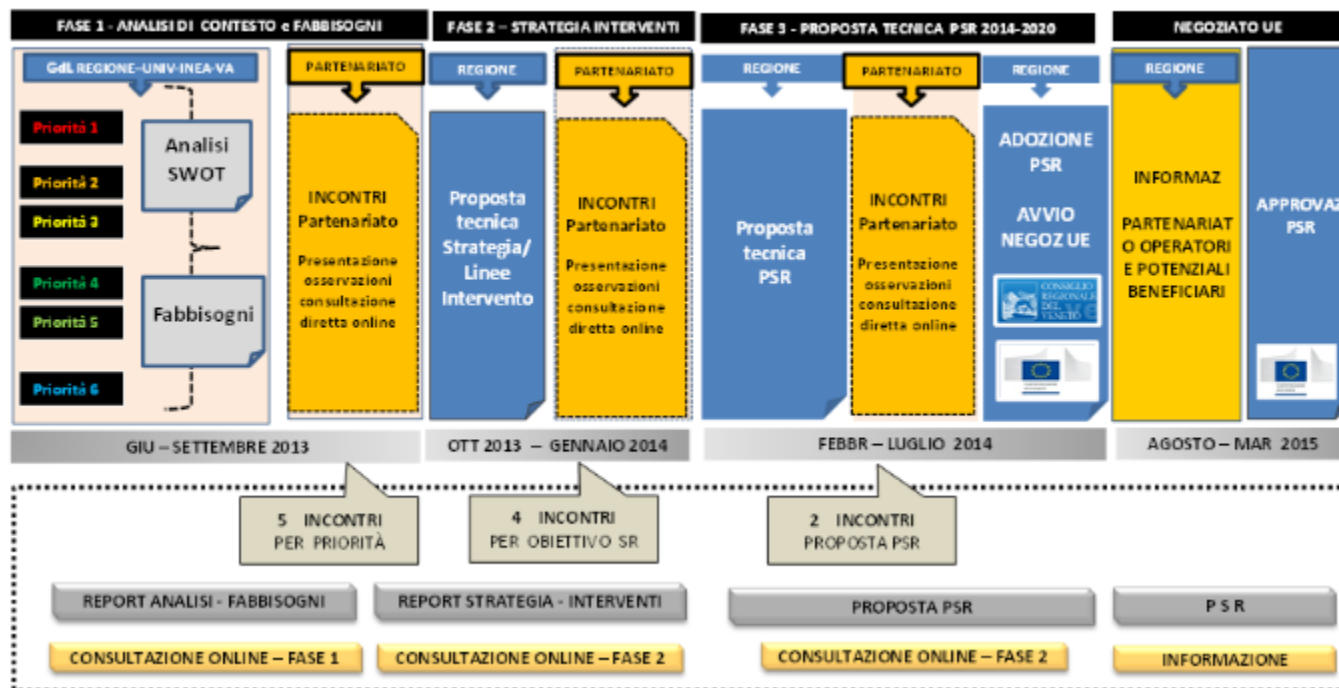 FASE 1 - ANALISI DI CONTESTO e FABBISOGNI
GdL REGIONE-UNIV-INEA-VA
Priorità 1
Priorità 2
Priorità 3
Priorità 4
Priorità 5
Priorità 6
Analisi
SWOT
Fabbisogni
PARTENARIATO
INCONTRI
Partenariato
Presentazione
osservazioni
consultazione
diretta online
GIU – SETTEMBRE 2013
FASE 2 – STRATEGIA INTERVENTI
REGIONE
Proposta
tecnica
Strategia/
Linee
Intervento
PARTENARIATO
INCONTRI
Partenariato
Presentazione
osservazioni
consultazione
diretta online
OTT 2013 – GENNAIO 2014
FASE 3 - PROPOSTA TECNICA PSR 2014-2020
REGIONE
Proposta
tecnica
PSR
PARTENARIATO
INCONTRI
Partenariato
Presentazione
osservazioni
consultazione
diretta online
REGIONE
ADOZIONE
PSR
AVVIO
NEGOZ UE
CONSIGLIO
REGIONALE
DEL
VENETO
FEBBR – LUGLIO 2014
NEGOZIATO UE
REGIONE
INFORMAZ
PARTENARIAT
O OPERATORI
E POTENZIALI
BENEFICIARI
APPROVAZ
PSR
AGOSTO – MAR 2015
5 INCONTRI
PER PRIORITÀ
4 INCONTRI
PER OBIETTIVO SR
2 INCONTRI
PROPOSTA PSR
REPORT ANALISI - FABBISOGNI
REPORT STRATEGIA - INTERVENTI
PROPOSTA PSR
P S R
CONSULTAZIONE ONLINE – FASE 1
CONSULTAZIONE ONLINE – FASE 2
CONSULTAZIONE ONLINE – FASE 2
INFORMAZIONE